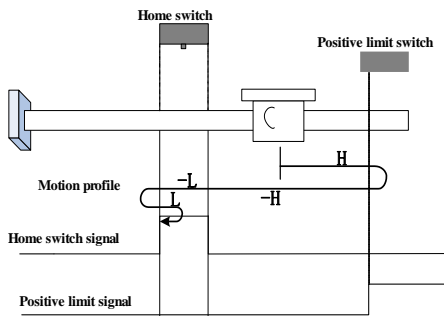 Home switch
Positive limit switch
H
-L
Motion profile
L
-H
Home switch signal
Positive limit signal